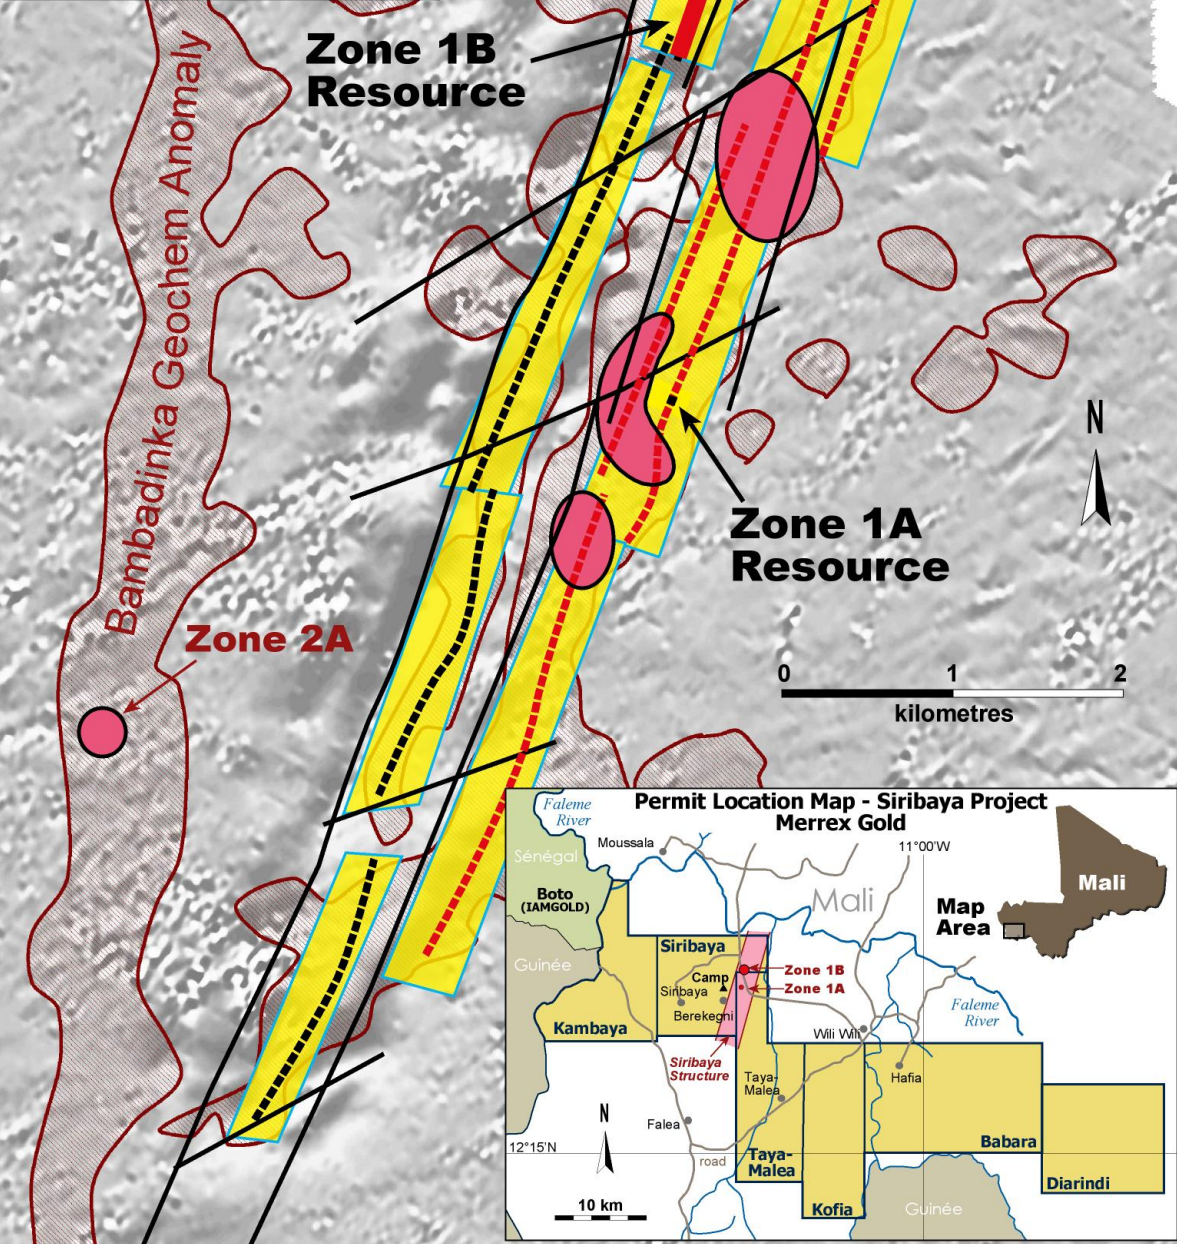 Zone 1B
Resource
Bambadinka Geochem Anomaly
N
Zone 1A
Resource
Zone 2A
0 1 2
kilometres
Permit Location Map - Siribaya Project
Merrex Gold
Faleme
River
Moussala
11°00'W
Sénégal
Mali
Mali
Boto
(IAMGOLD)
Map
Area
Guinée
Siribaya
Camp
Zone 1B
Zone 1A
Siribaya
Berekegni
Faleme
River
Kambaya
Wili Wili
Siribaya
Structure
Taya-
Malea
Hafia
N
Falea
12°15'N
road
Taya-
Malea
Babara
Diarindi
10 km
Kofia
Guinée